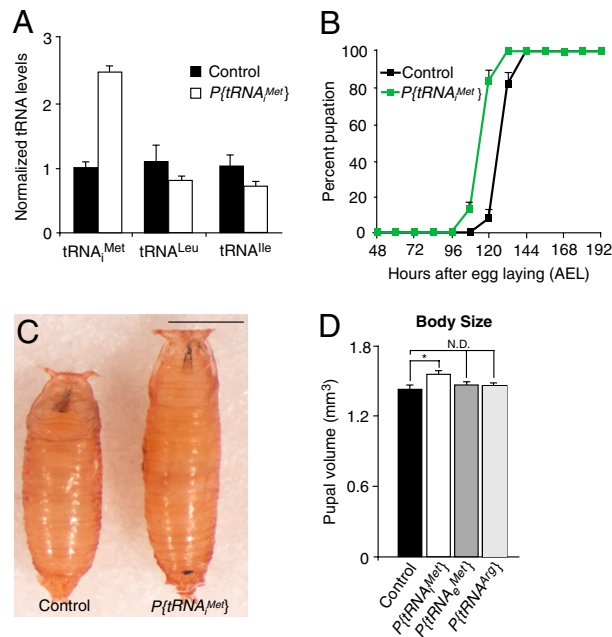 A
Normalized tRNA levels
3
2
1
0
Control
P{tRNAiMet}
tRNAiMet
tRNALeu
tRNAIle
B
Percent pupation
100
80
60
40
20
0
Control
P{tRNAiMet}
48 72 96 120 144 168 192
Hours after egg laying (AEL)
C
Control
P{tRNAiMet}
D
Body Size
Pupal volume (mm3)
1.8
1.2
0.6
0
N.D.
*
Control
P{tRNAiMet}
P{tRNAeMet}
P{tRNAArg}